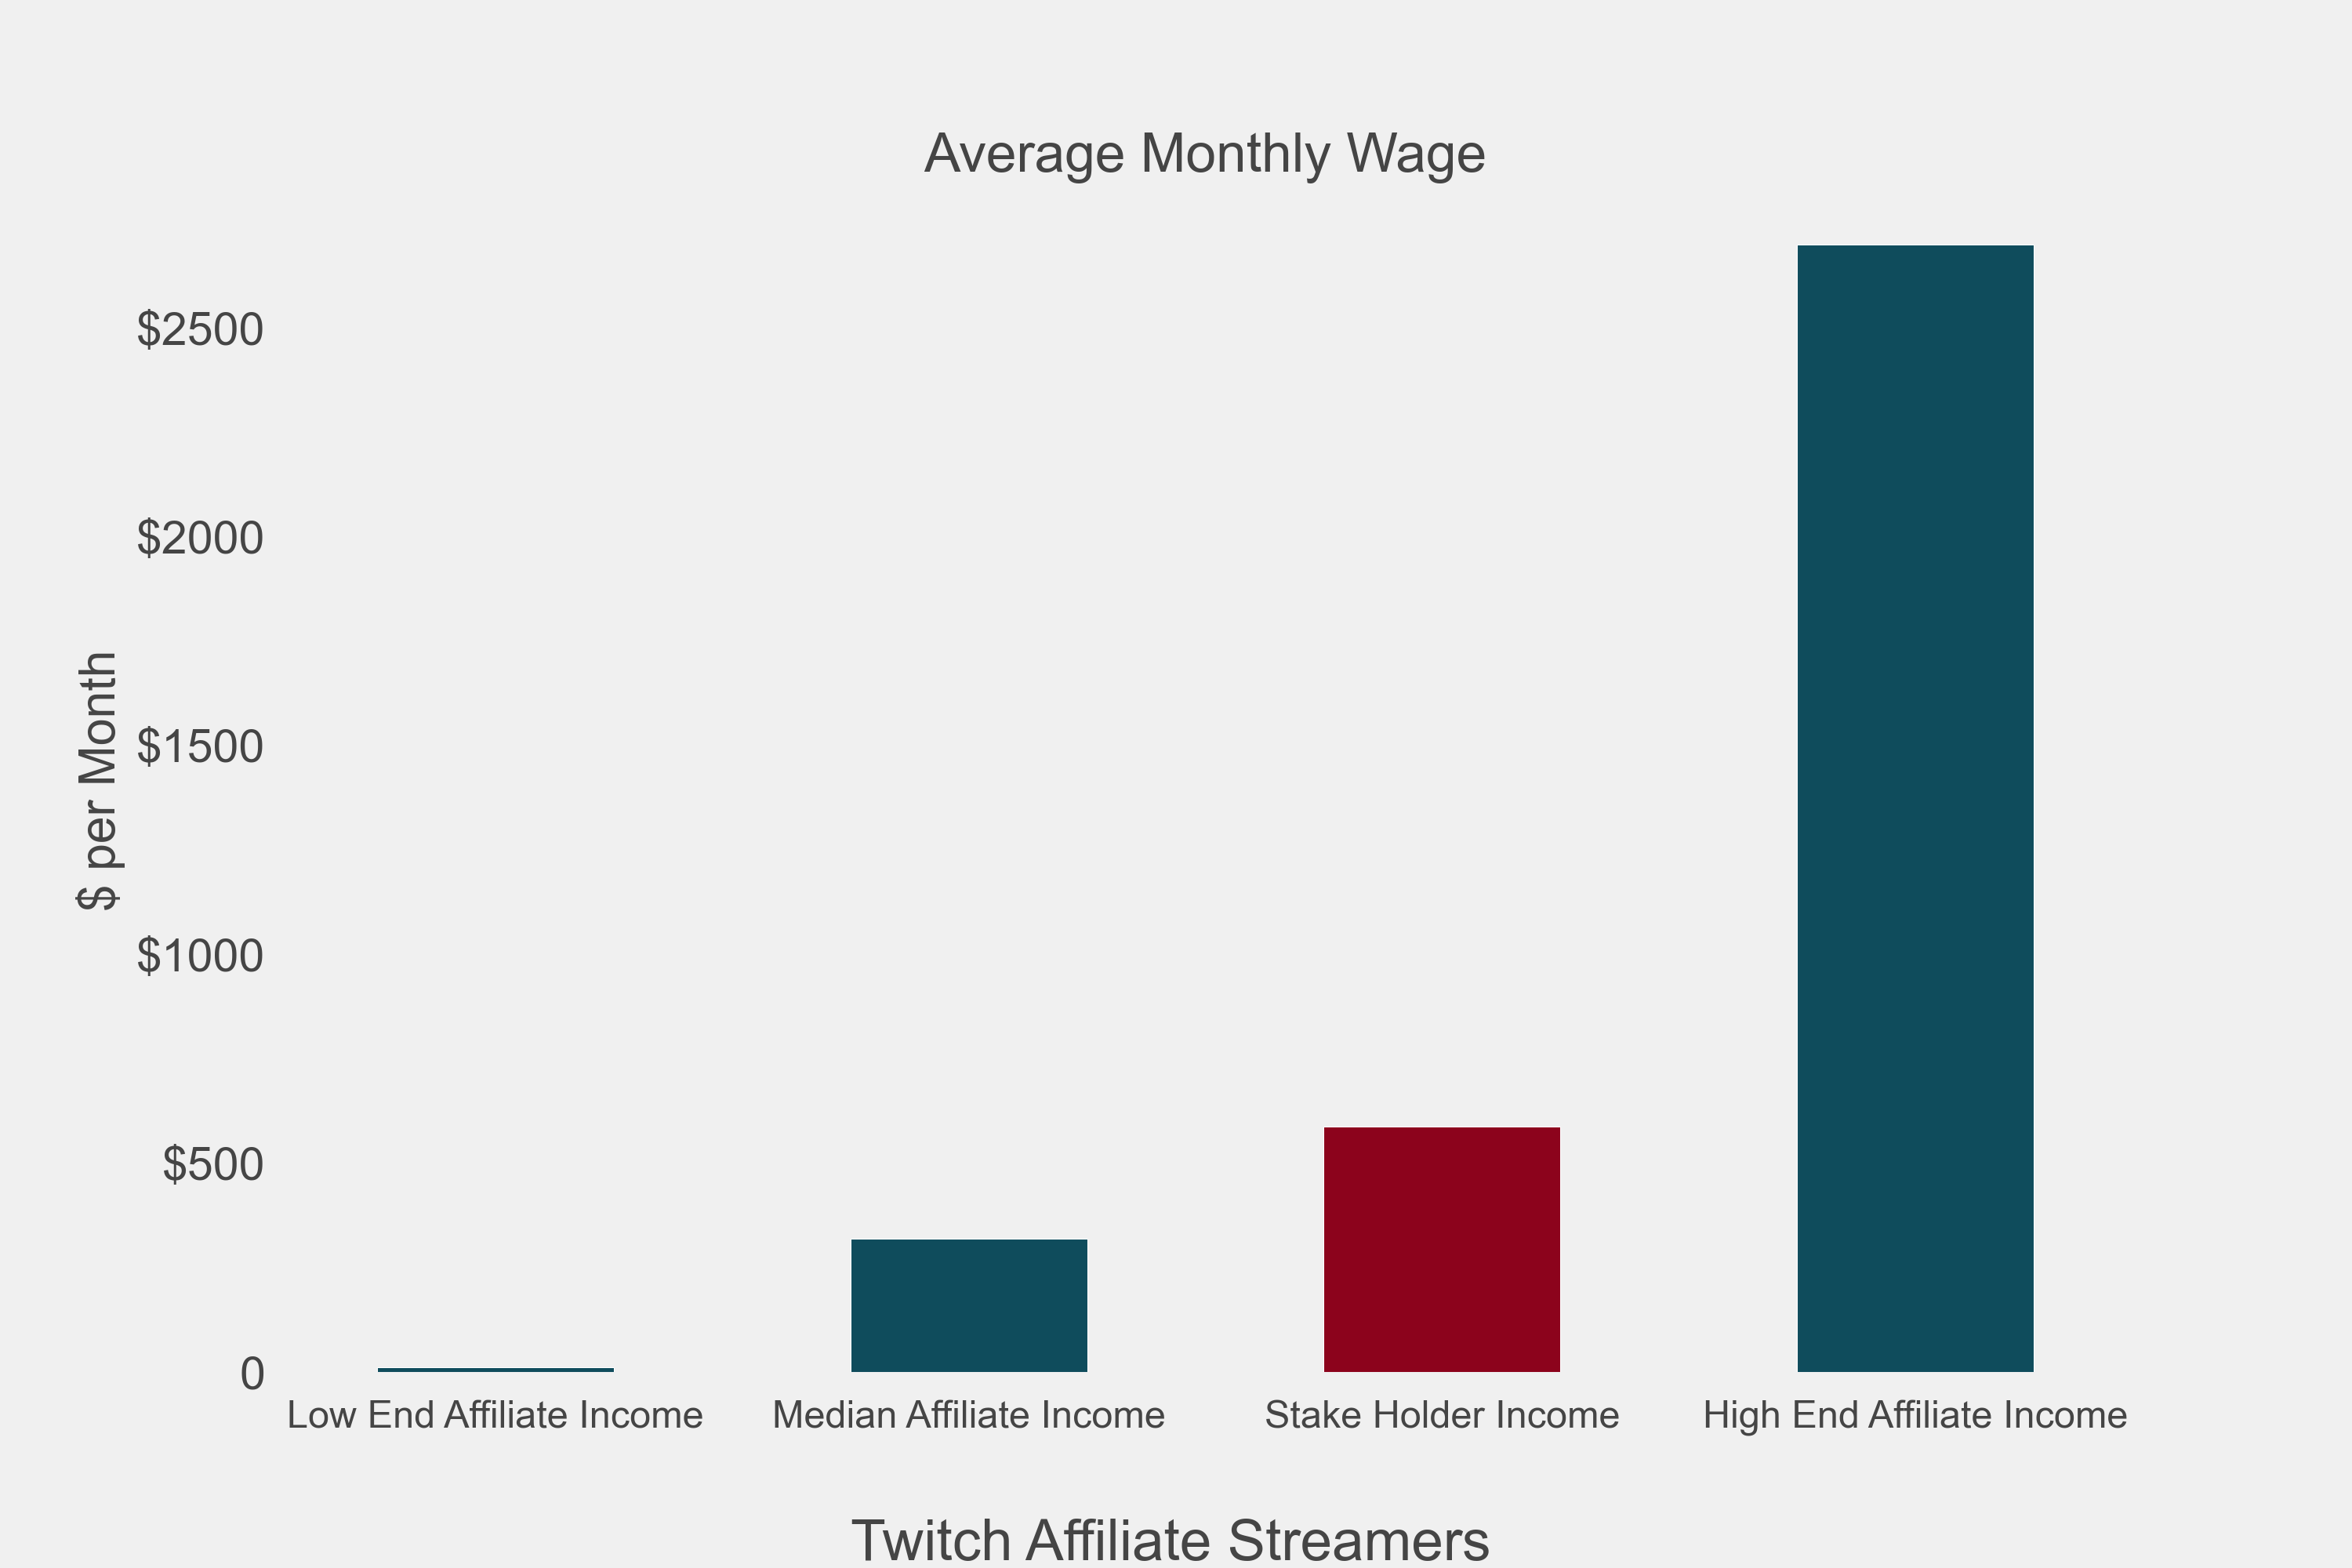 Average Monthly Wage
$2500
$2000
$1500
$1000
$500
0
$ per Month
Low End Affiliate Income
Median Affiliate Income
Stake Holder Income
High End Affiliate Income
Twitch Affiliate Streamers